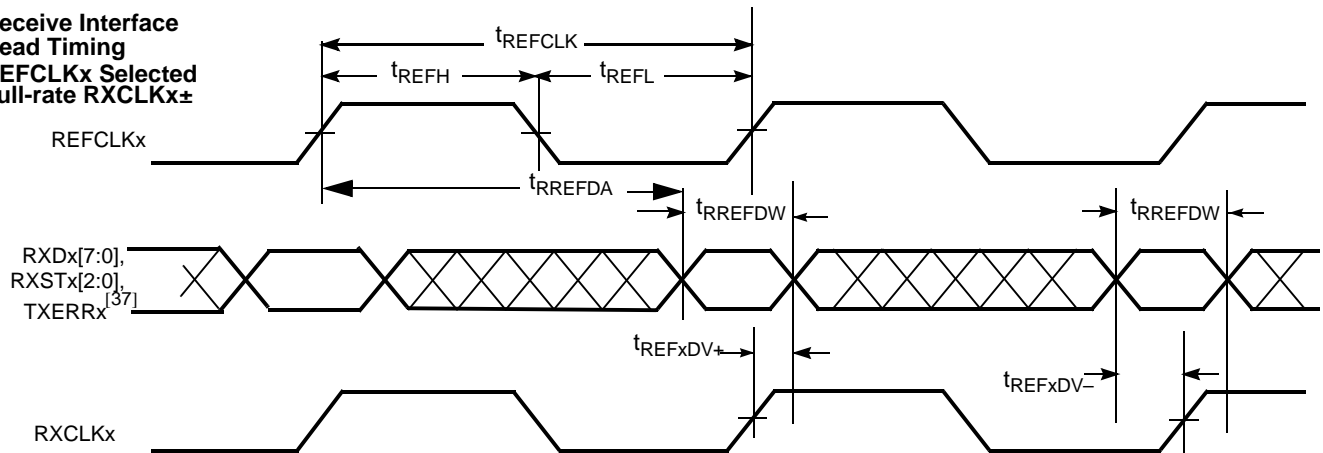 eceive Interface
ead Timing
EFCLKx Selected
ull-rate RXCLKx±
tREFCLK
tREFH
tREFL
REFCLKx
tRREFDA
tRREFDW
tRREFDW
RXDx[7:0],
RXSTx[2:0],
TXERRx[37]
tREFxDV+
tREFxDV–
RXCLKx